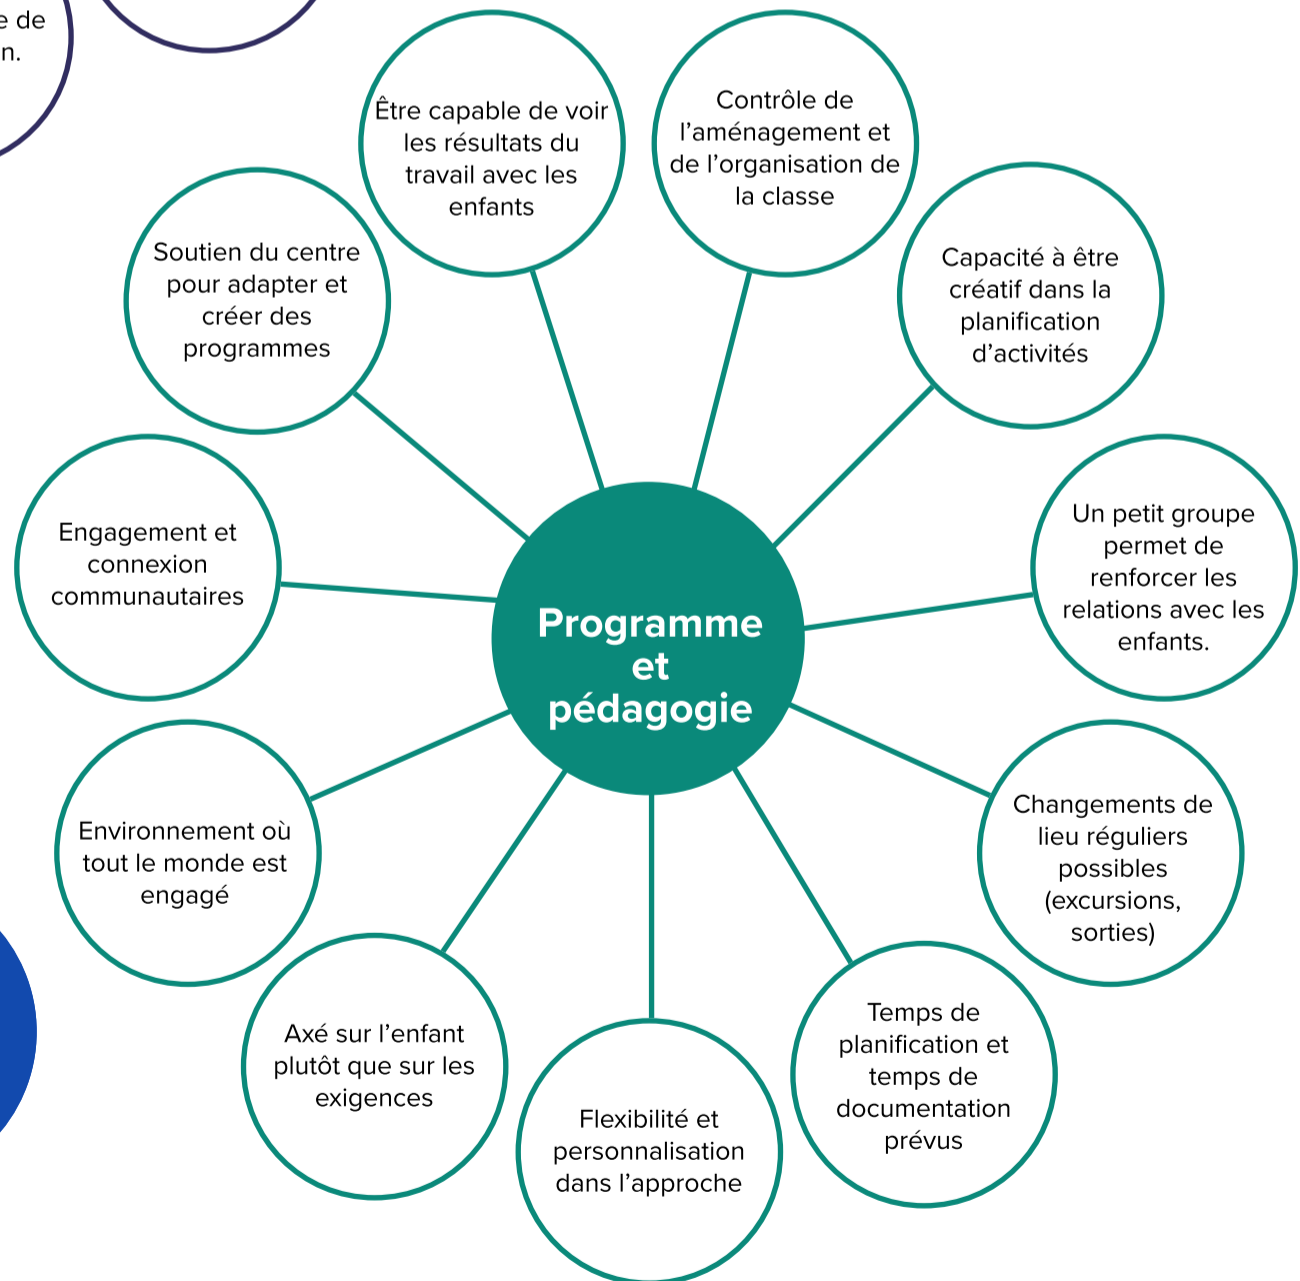 e de
n.
Être capable de voir
les résultats du
travail avec les
enfants
Contrôle de
l’aménagement et
de l’organisation de
la classe
Soutien du centre
pour adapter et
créer des
programmes
Capacité à être
créatif dans la
planification
d’activités
Engagement et
connexion
communautaires
Un petit groupe
permet de
renforcer les
relations avec les
enfants.
Programme
et
pédagogie
Environnement où
tout le monde est
engagé
Changements de
lieu réguliers
possibles
(excursions,
sorties)
Axé sur l’enfant
plutôt que sur les
exigences
Temps de
planification et
temps de
documentation
prévus
Flexibilité et
personnalisation
dans l’approche